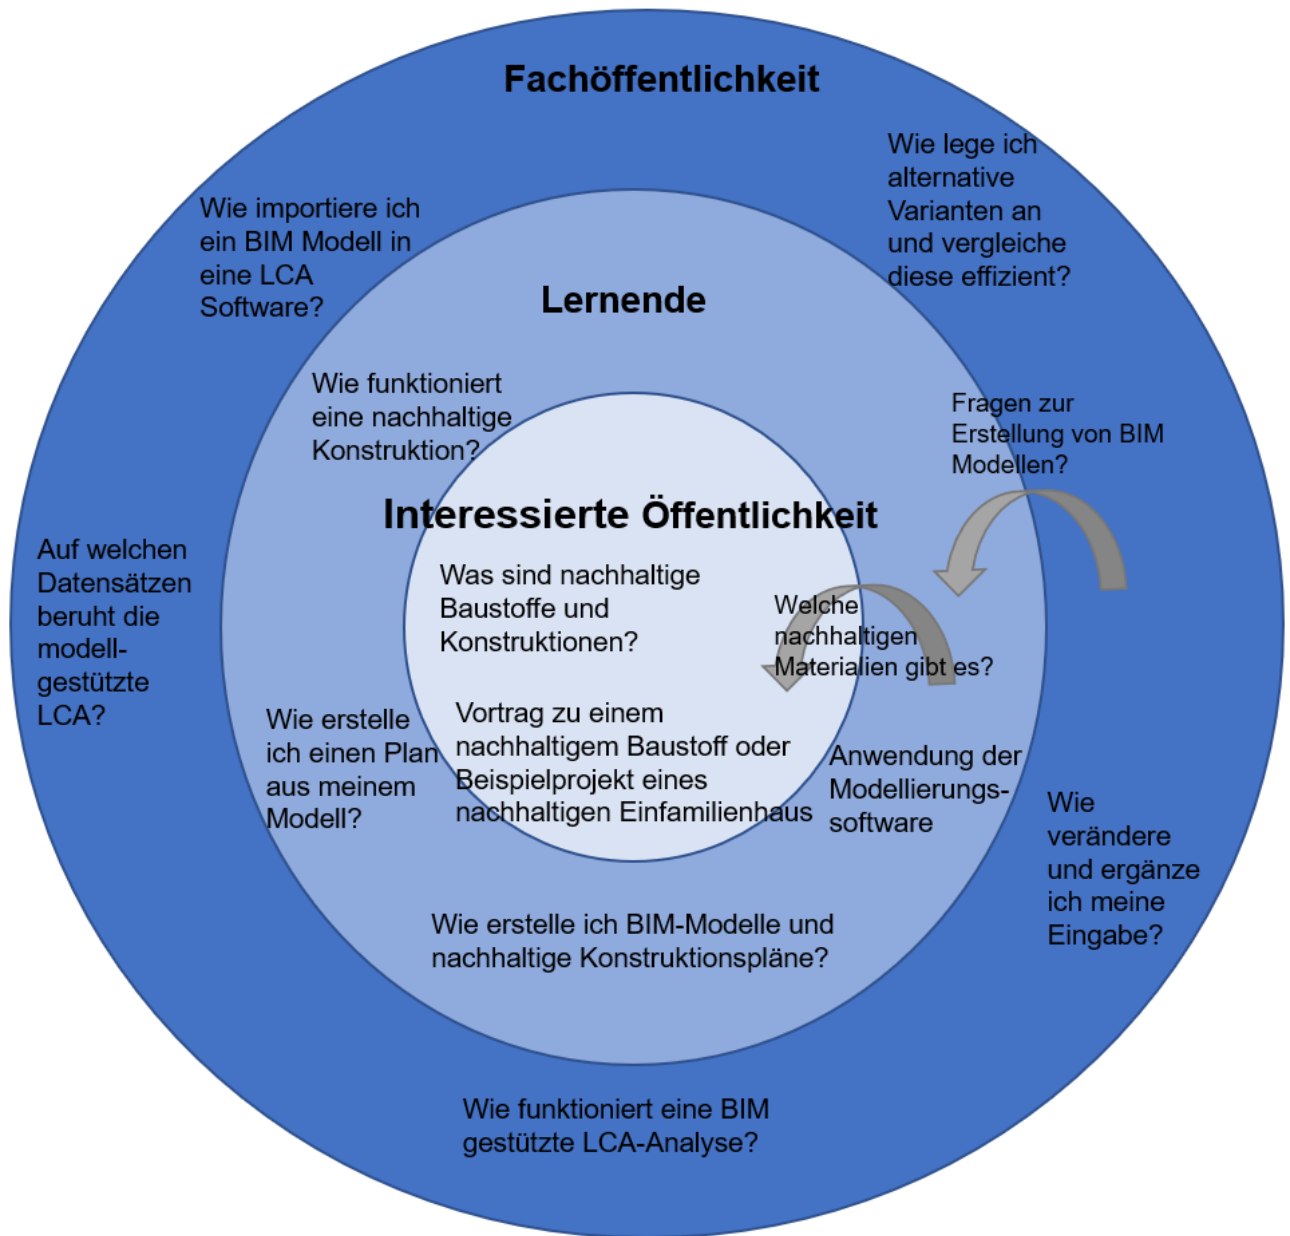 Fachöffentlichkeit
Wie lege ich
alternative
Varianten an
und vergleiche
diese effizient?
Wie importiere ich
ein BIM Modell in
eine LCA
Software?
Lernende
Wie funktioniert
eine nachhaltige
Konstruktion?
Fragen zur
Erstellung von BIM
Modellen?
Interessierte Öffentlichkeit
Auf welchen
Datensätzen
beruht die
modell-
gestützte
LCA?
Was sind nachhaltige
Baustoffe und
Konstruktionen?
Welche
nachhaltigen
Materialien gibt es?
Wie erstelle
ich einen Plan
aus meinem
Modell?
Vortrag zu einem
nachhaltigem Baustoff oder
Beispielprojekt eines
nachhaltigen Einfamilienhaus
Anwendung der
Modellierungs-
software
Wie
verändere
und ergänze
ich meine
Eingabe?
Wie erstelle ich BIM-Modelle und
nachhaltige Konstruktionspläne?
Wie funktioniert eine BIM
gestützte LCA-Analyse?